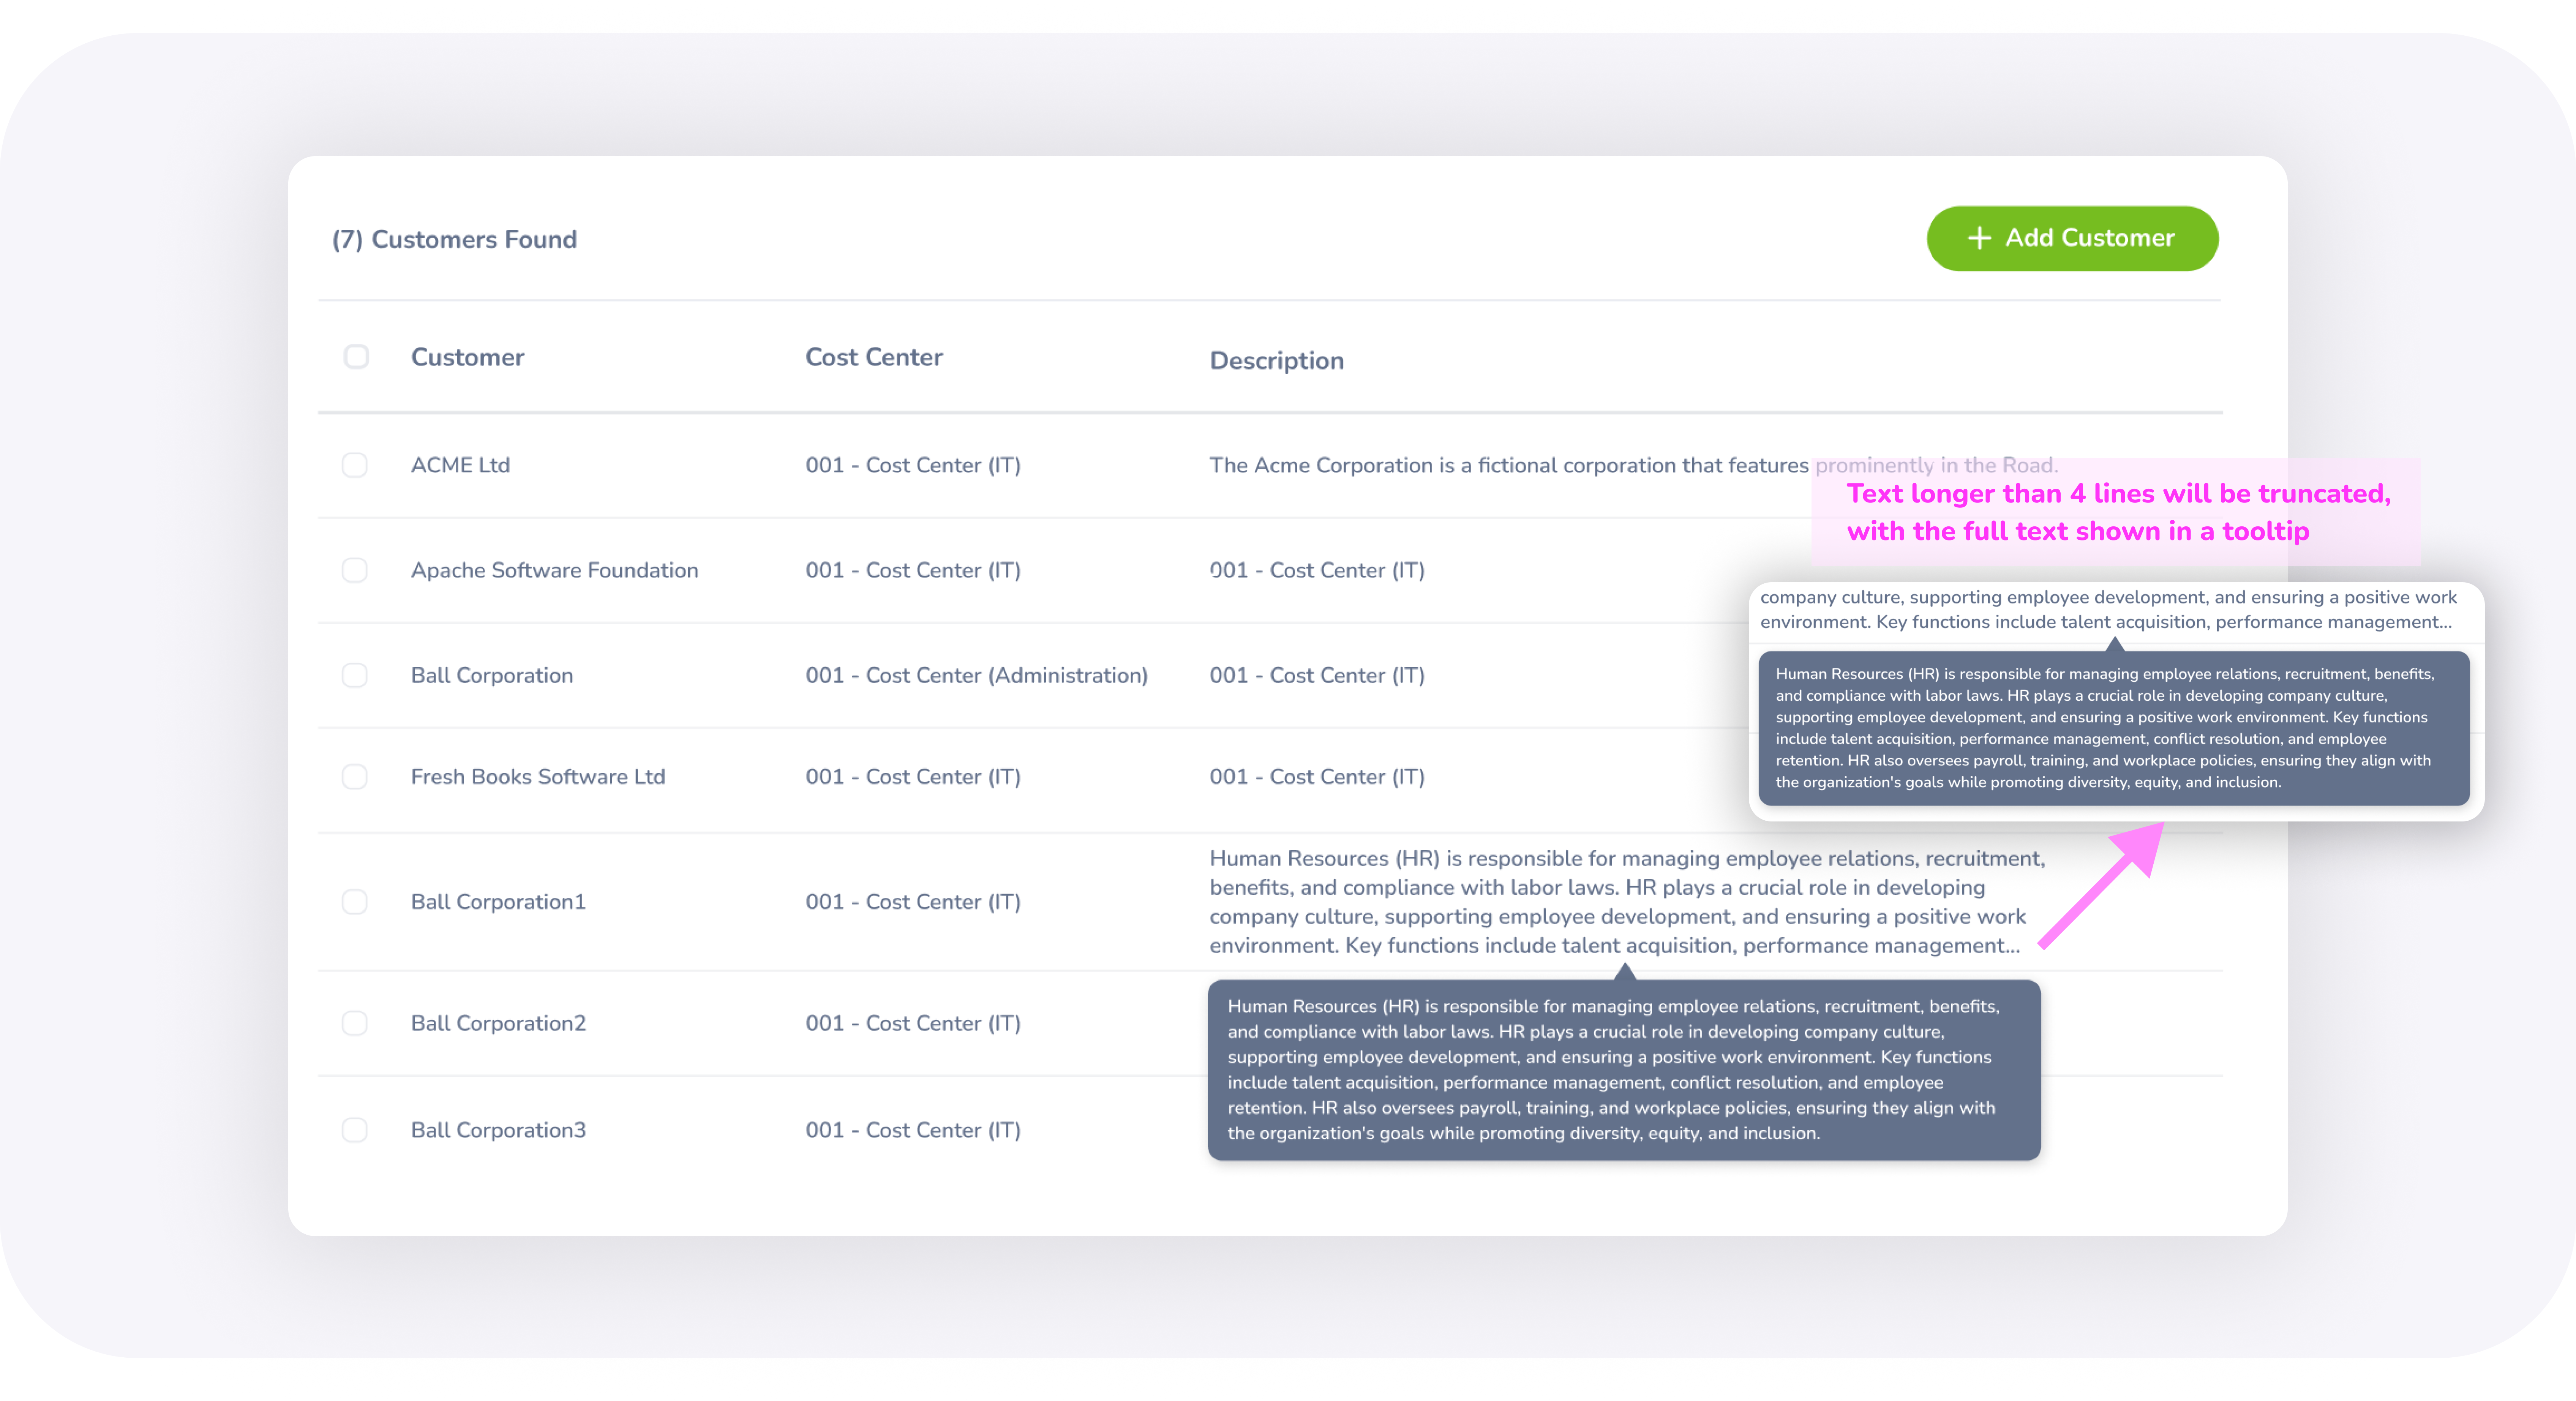 (7) Customers Found
+ Add Customer
Customer
Cost Center
Description
ACME Ltd
001 - Cost Center (IT)
The Acme Corporation is a fictional corporation that features prominently in the Road.
Text longer than 4 lines will be truncated,
with the full text shown in a tooltip
Apache Software Foundation
001 - Cost Center (IT)
001 - Cost Center (IT)
company culture, supporting employee development, and ensuring a positive work
environment. Key functions include talent acquisition, performance management...
Human Resources (HR) is responsible for managing employee relations, recruitment, benefits,
and compliance with labor laws. HR plays a crucial role in developing company culture,
supporting employee development, and ensuring a positive work environment. Key functions
include talent acquisition, performance management, conflict resolution, and employee
retention. HR also oversees payroll, training, and workplace policies, ensuring they align with
the organization's goals while promoting diversity, equity, and inclusion.
Ball Corporation
001 - Cost Center (Administration)
001 - Cost Center (IT)
Fresh Books Software Ltd
001 - Cost Center (IT)
001 - Cost Center (IT)
Ball Corporation1
001 - Cost Center (IT)
Human Resources (HR) is responsible for managing employee relations, recruitment,
benefits, and compliance with labor laws. HR plays a crucial role in developing
company culture, supporting employee development, and ensuring a positive work
environment. Key functions include talent acquisition, performance management...
Ball Corporation2
001 - Cost Center (IT)
Human Resources (HR) is responsible for managing employee relations, recruitment, benefits,
and compliance with labor laws. HR plays a crucial role in developing company culture,
supporting employee development, and ensuring a positive work environment. Key functions
include talent acquisition, performance management, conflict resolution, and employee
retention. HR also oversees payroll, training, and workplace policies, ensuring they align with
the organization's goals while promoting diversity, equity, and inclusion.
Ball Corporation3
001 - Cost Center (IT)